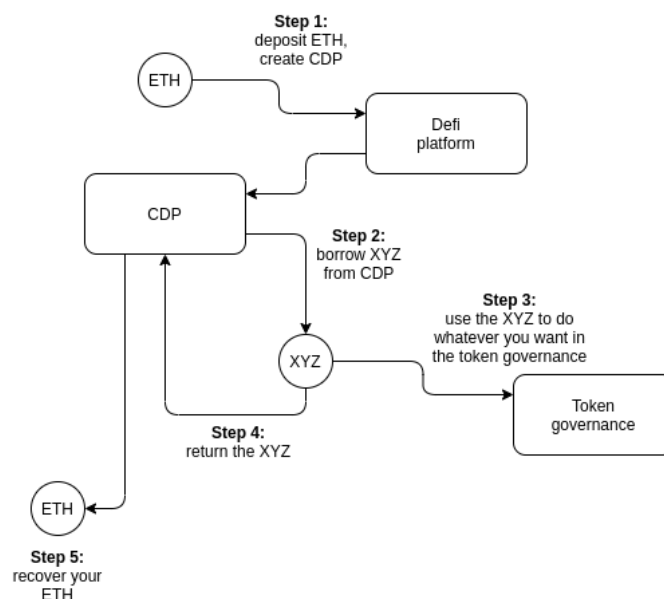 Step 1:
deposit ETH,
create CDP
ETH
Defi
platform
CDP
Step 2:
borrow XYZ
from CDP
Step 3:
use the XYZ to do
whatever you want in
the token governance
XYZ
Token
governance
Step 4:
return the XYZ
ETH
Step 5:
recover your
ETH